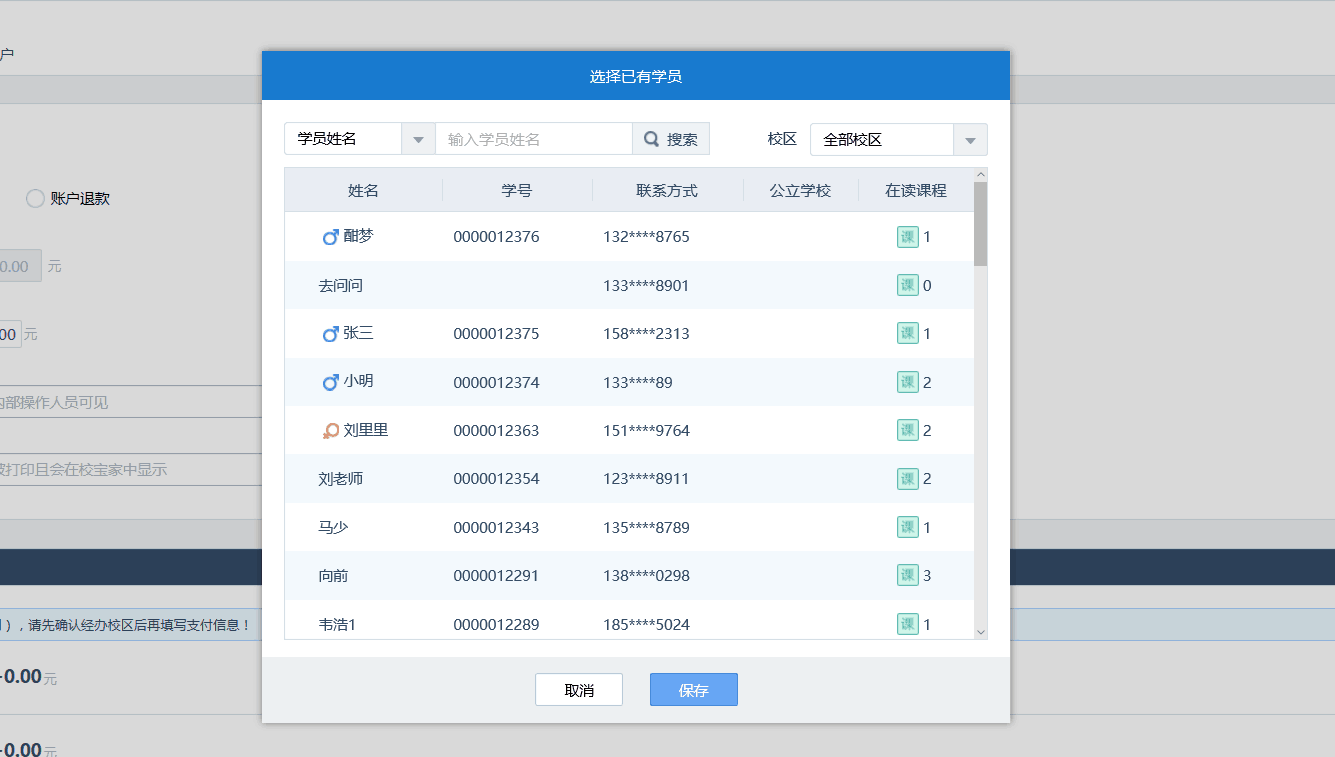 户
选择已有学员
学员姓名 输入学员姓名 搜索 校区 全部校区
姓名 学号 联系方式 公立学校 在读课程
酣梦 0000012376 132****8765 课 1
账户退款
0.00 元
去问问 133****8901 课 0
张三 0000012375 158****2313 课 1
00 元
小明 0000012374 133****89 课 2
内部操作人员可见
刘里里 0000012363 151****9764 课 2
被打印且会在校宝家中显示
刘老师 0000012354 123****8911 课 2
马少 0000012343 135****8789 课 1
向前 0000012291 138****0298 课 3
韦浩1 0000012289 185****5024 课 1
），请先确认经办校区后再填写支付信息！
-0.00元
取消 保存
-0.00元